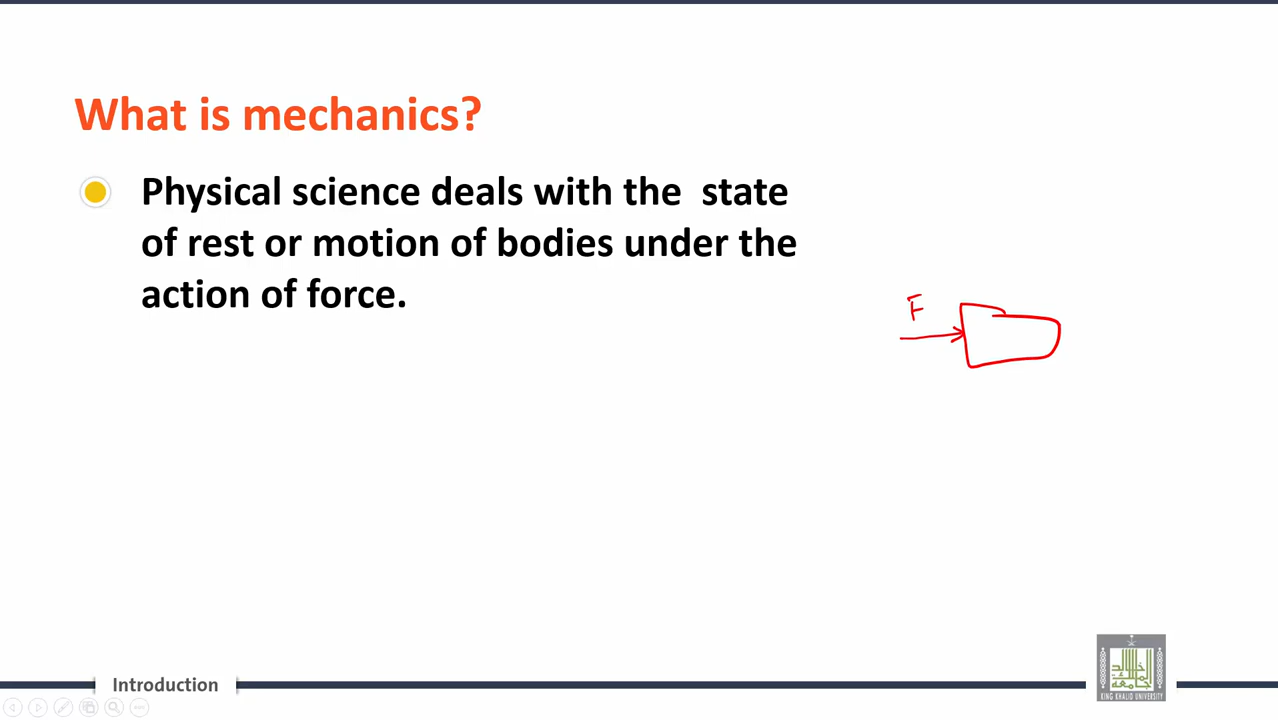 What is mechanics?
Physical science deals with the state
of rest or motion of bodies under the
action of force.
F
Introduction
KING KHALID UNIVERSITY